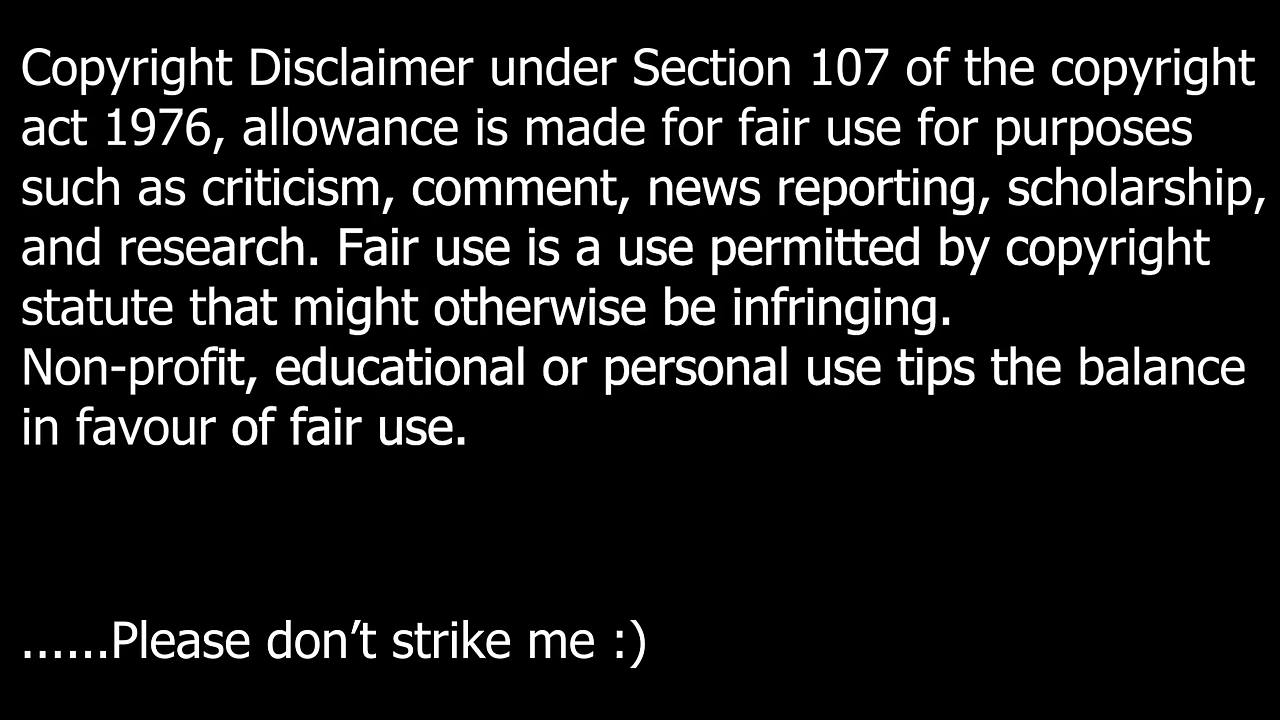 Copyright Disclaimer under Section 107 of the copyright
act 1976, allowance is made for fair use for purposes
such as criticism, comment, news reporting, scholarship,
and research. Fair use is a use permitted by copyright
statute that might otherwise be infringing.
Non-profit, educational or personal use tips the balance
in favour of fair use.
......Please don’t strike me :)